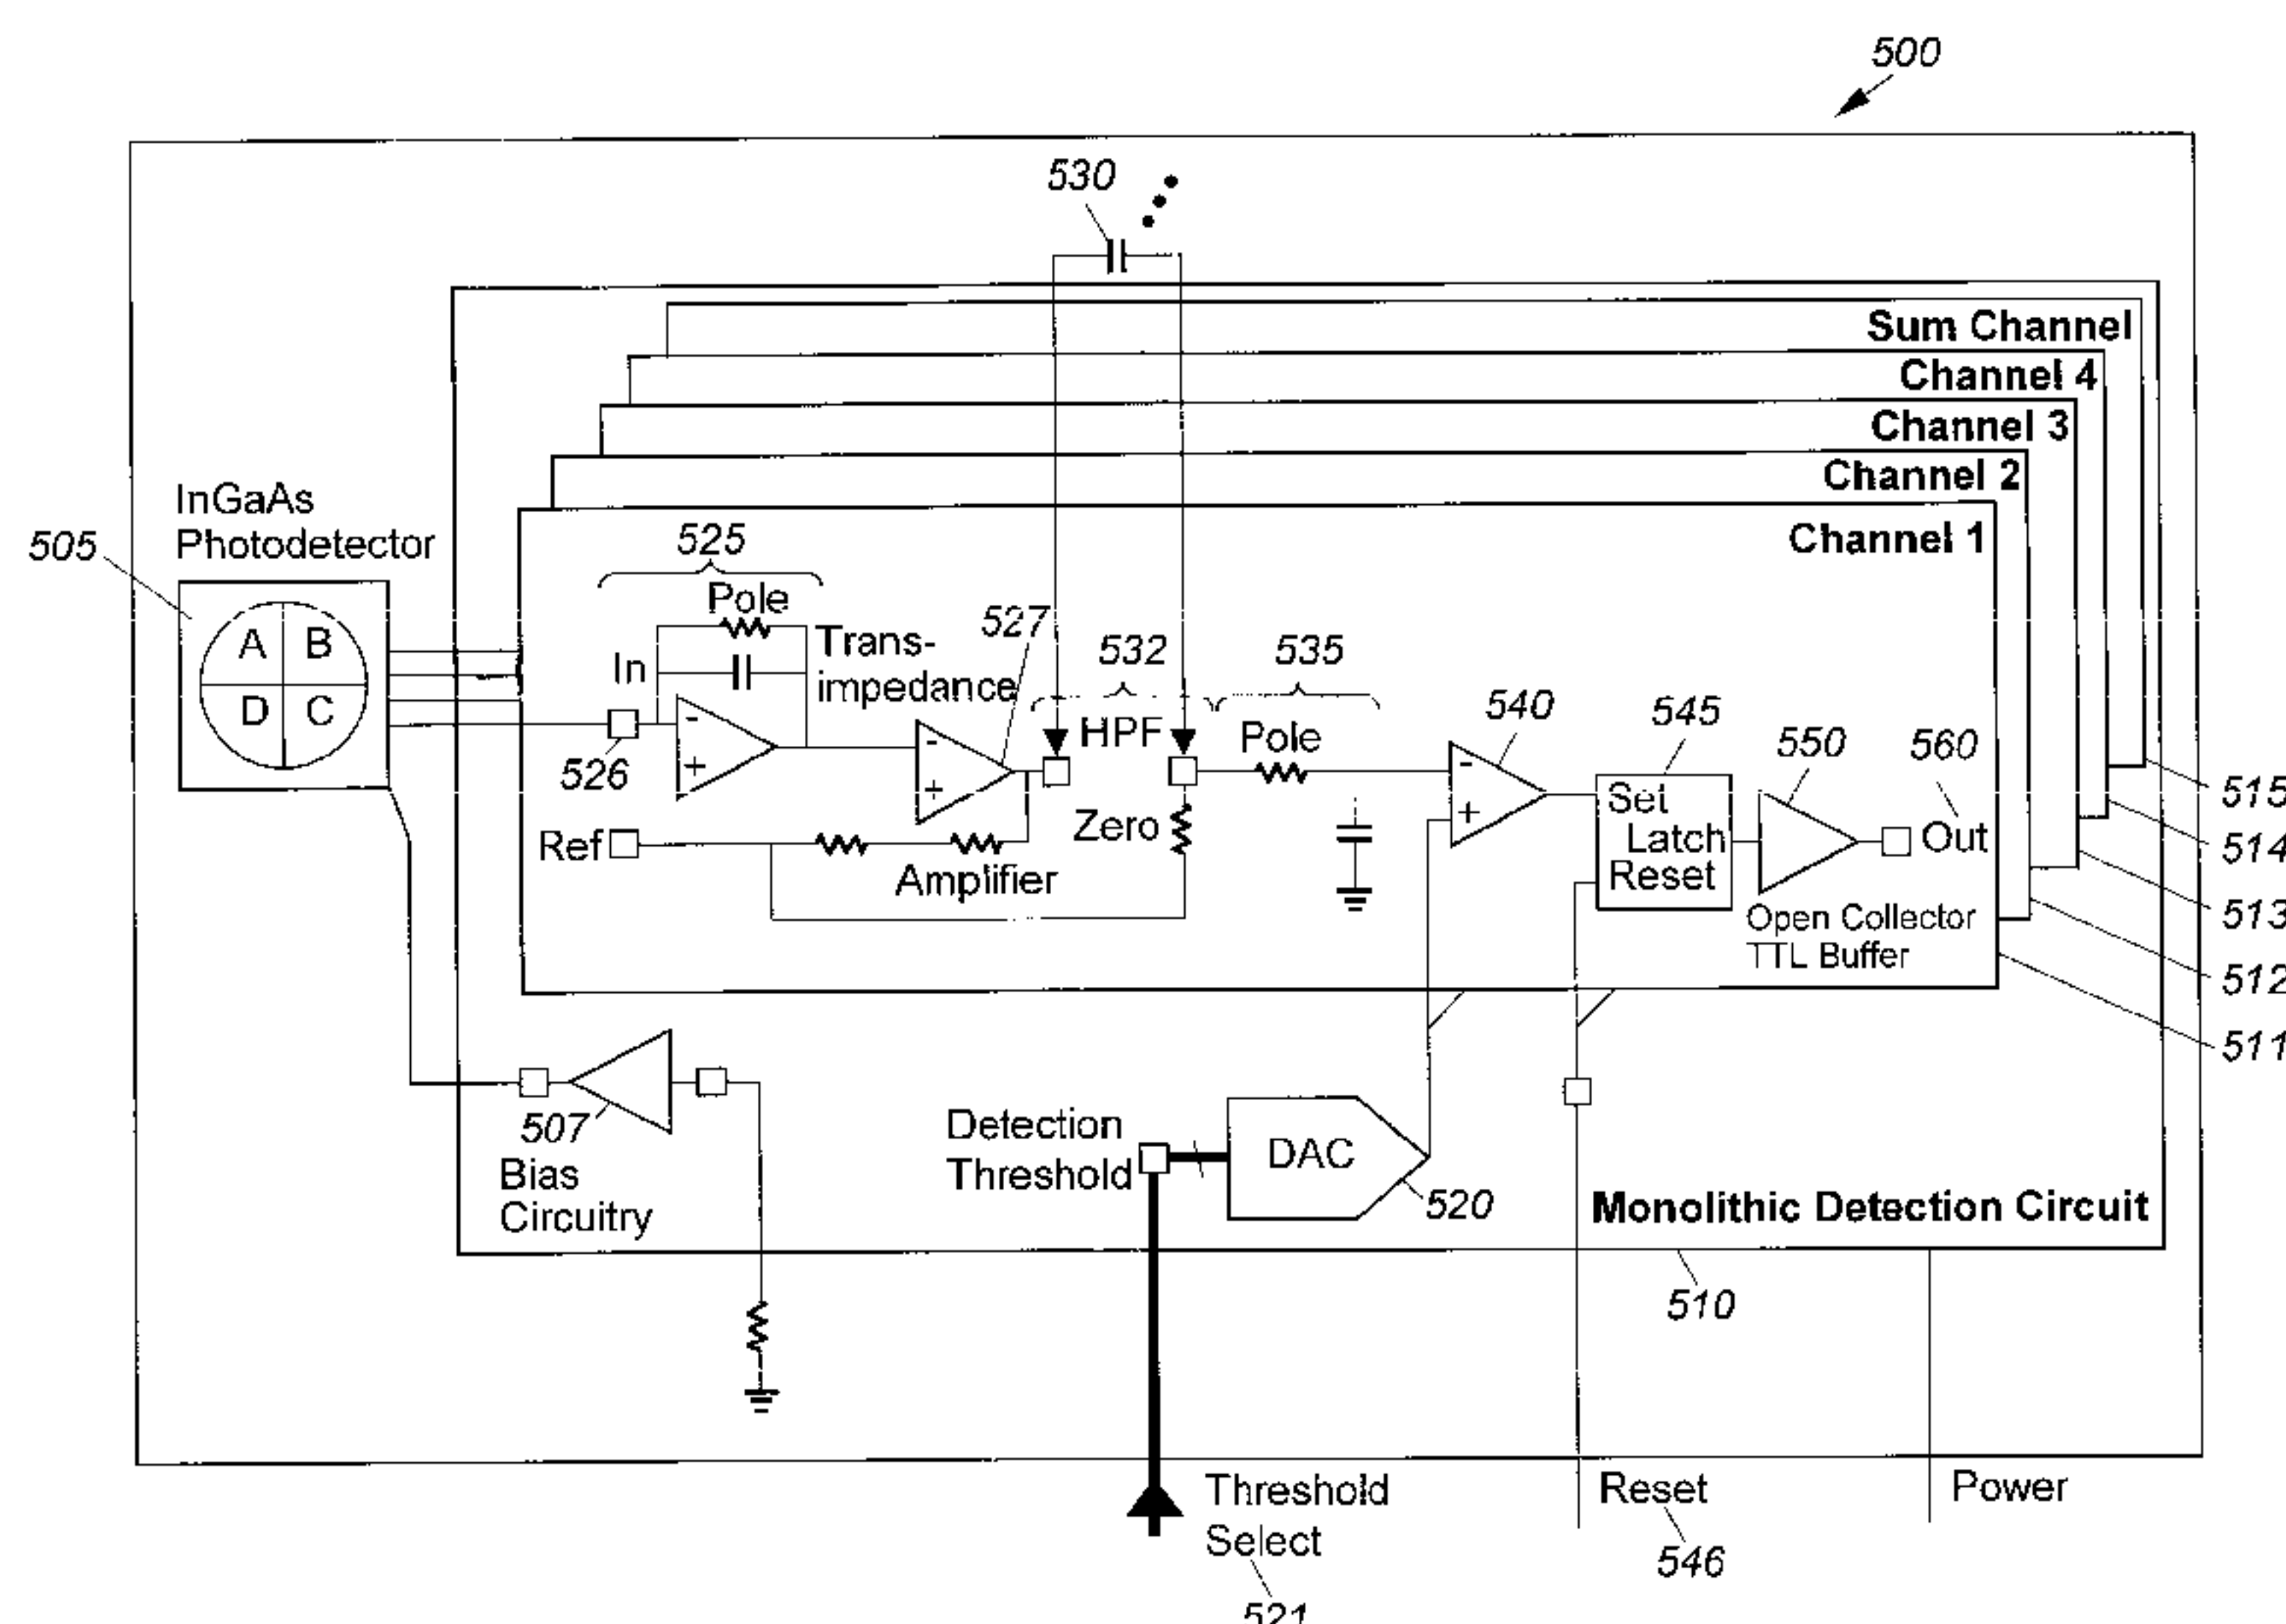 500
530
Sum Channel
Channel 4
Channel 3
Channel 2
Channel 1
InGaAs
Photodetector
505
A B
D C
525
Pole
Trans-
impedance
527
In
526
532
535
HPF
Pole
Zero
540
545
550
560
Set
Latch
Reset
Out
Open Collector
TTL Buffer
Ref
Amplifier
-
+
-
+
-
+
515
514
513
512
511
507
Bias
Circuitry
Detection
Threshold
DAC
520
Monolithic Detection Circuit
510
Threshold
Select
521
Reset
546
Power